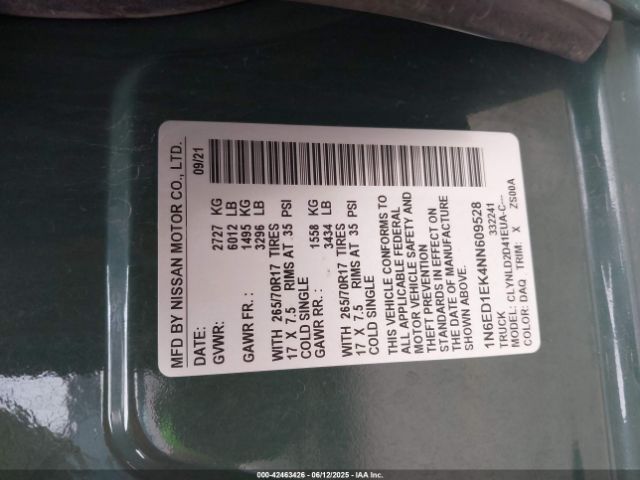 MFD BY NISSAN MOTOR CO., LTD.
DATE: 09/21
GVWR: 2727 KG
6012 LB
GAWR FR.: 1495 KG
3296 LB
WITH 265/70R17 TIRES
17 X 7.5 RIMS AT 35 PSI
COLD SINGLE
GAWR RR.: 1558 KG
3434 LB
WITH 265/70R17 TIRES
17 X 7.5 RIMS AT 35 PSI
COLD SINGLE
THIS VEHICLE CONFORMS TO
ALL APPLICABLE FEDERAL
MOTOR VEHICLE SAFETY AND
THEFT PREVENTION
STANDARDS IN EFFECT ON
THE DATE OF MANUFACTURE
SHOWN ABOVE.
1N6ED1EK4NN609528
TRUCK 332241
MODEL: CLYNLD2D41EUA-C---
COLOR: DAQ TRIM: X ZS00A
000-42463426 - 06/12/2025 - IAA Inc.